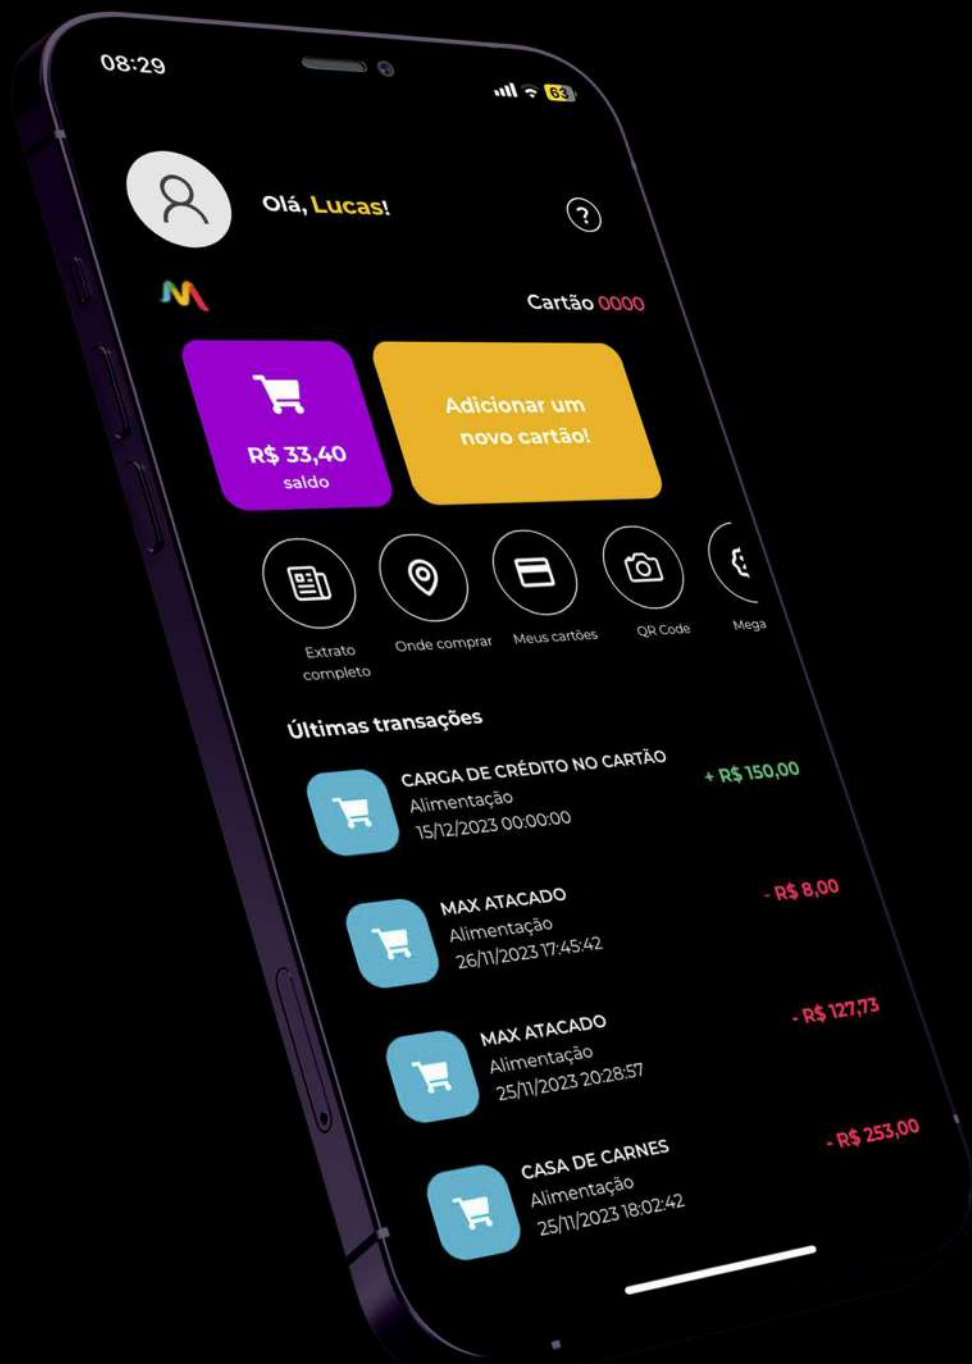 08:29
63
Olá, Lucas!
?
Cartão 0000
R$ 33,40
saldo
Adicionar um
novo cartão!
Extrato
completo
Onde comprar
Meus cartões
QR Code
Mega
Últimas transações
CARGA DE CRÉDITO NO CARTÃO
Alimentação
15/12/2023 00:00:00
+ R$ 150,00
MAX ATACADO
Alimentação
26/11/2023 17:45:42
- R$ 8,00
MAX ATACADO
Alimentação
25/11/2023 20:28:57
- R$ 127,73
CASA DE CARNES
Alimentação
25/11/2023 18:02:42
- R$ 253,00